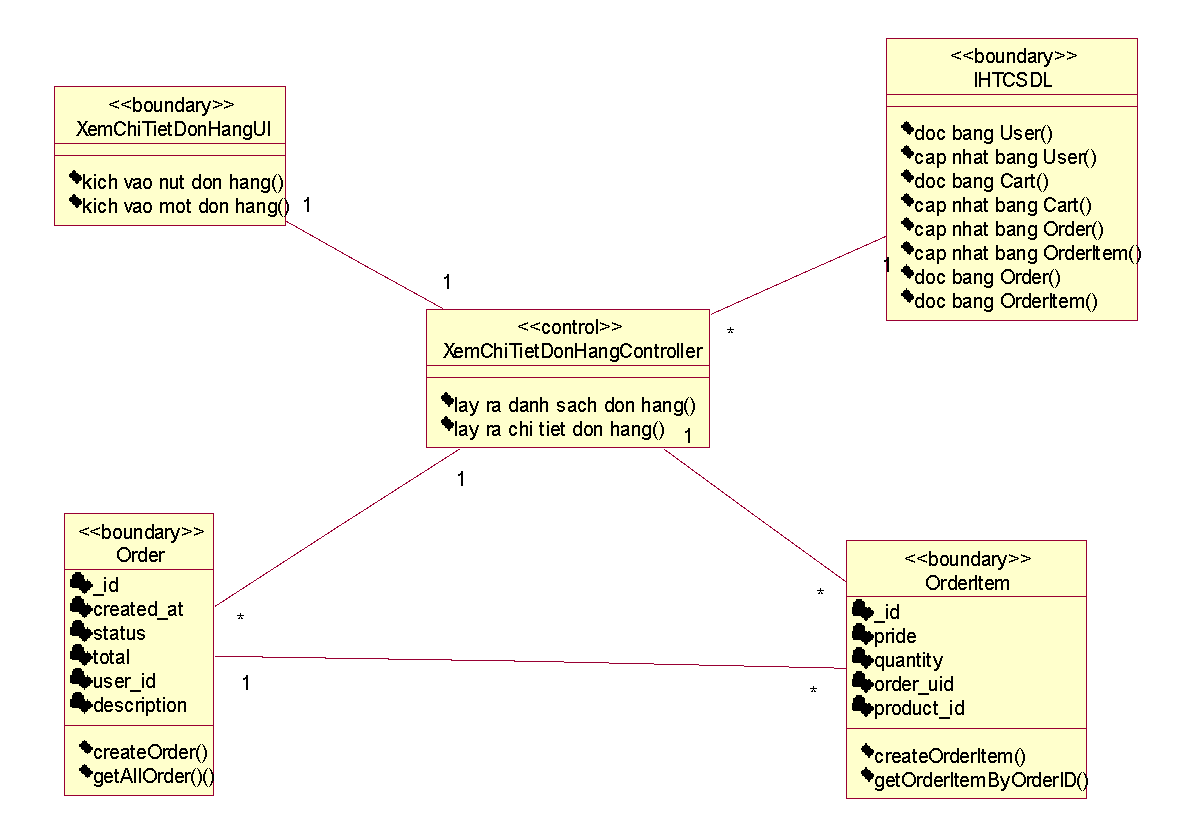 <<boundary>>
XemChiTietDonHangUI
kich vao nut don hang()
kich vao mot don hang()
1
<<boundary>>
IHTCSDL
doc bang User()
cap nhat bang User()
doc bang Cart()
cap nhat bang Cart()
cap nhat bang Order()
cap nhat bang OrderItem()
doc bang Order()
doc bang OrderItem()
1
1
*
<<control>>
XemChiTietDonHangController
lay ra danh sach don hang()
lay ra chi tiet don hang()
1
1
<<boundary>>
Order
_id
created_at
status
total
user_id
description
createOrder()
getAllOrder()()
*
1
<<boundary>>
OrderItem
_id
pride
quantity
order_uid
product_id
createOrderItem()
getOrderItemByOrderID()
*
*